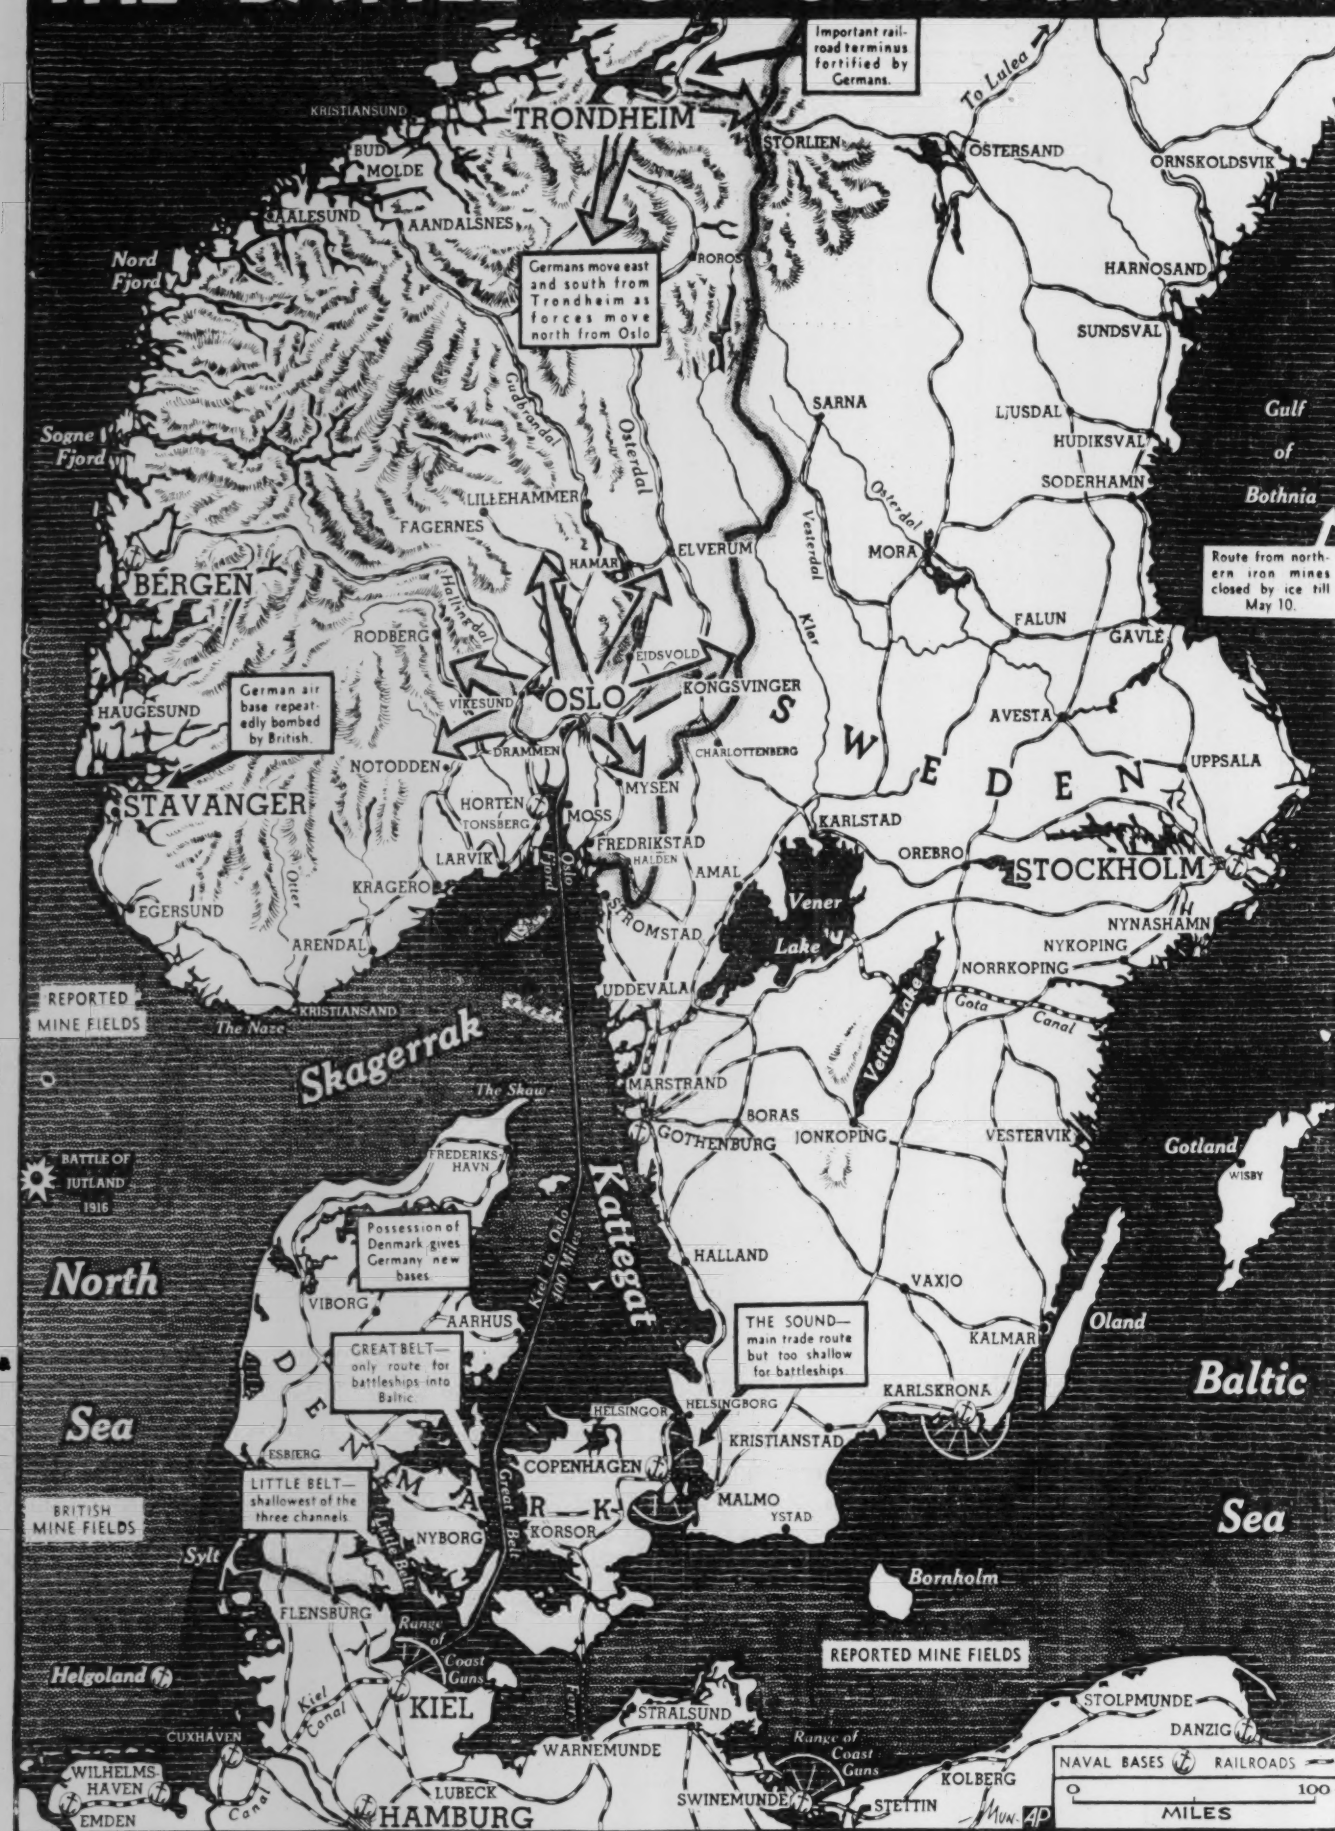 Important rail-
road terminus
fortified by
Germans.
To Lulea
KRISTIANSUND
TRONDHEIM
STORLIEN
OSTERSAND
ORNSKOLDSVIK
BUD
MOLDE
AALESUND
AANDALSNES
Nord
Fjord
ROROS
HARNOSAND
Germans move east
and south from
Trondheim as
forces move
north from Oslo
SUNDSVAL
Gudbrandal
Osterdal
SARNA
LJUSDAL
HUDIKSVAL
Gulf
of
Bothnia
Sogne
Fjord
SODERHAMN
LILLEHAMMER
FAGERNES
Osterdal
Vesterdal
MORA
HAMAR
ELVERUM
Route from north-
ern iron mines
closed by ice till
May 10.
BERGEN
Hallingdal
RODBERG
Klar
FALUN
GAVLE
EIDSVOLD
KONGSVINGER
OSLO
VIKESUND
German air
base repeat-
edly bombed
by British.
HAUGESUND
SWEDEN
AVESTA
UPPSALA
DRAMMEN
CHARLOTTENBERG
NOTODDEN
MYSEN
STAVANGER
HORTEN
TONSBERG
MOSS
KARLSTAD
FREDRIKSTAD
HALDEN
OREBRO
STOCKHOLM
LARVIK
Oslo
Fjord
AMAL
KRAGERO
Otter
Vener
Lake
EGERSUND
STROMSTAD
NYNASHAMN
ARENDAL
NYKOPING
NORRKOPING
REPORTED
MINE FIELDS
UDDEVALA
Gota
Canal
KRISTIANSAND
The Naze
Vetter Lake
Skagerrak
The Skaw
MARSTRAND
BORAS
GOTHENBURG
JONKOPING
VESTERVIK
FREDERIKS-
HAVN
Gotland
WISBY
BATTLE OF
JUTLAND
1916
Kattegat
Possession of
Denmark gives
Germany new
bases.
HALLAND
North
Sea
Kiel to Oslo
400 Miles
VAXJO
VIBORG
AARHUS
THE SOUND—
main trade route
but too shallow
for battleships.
Oland
KALMAR
GREAT BELT—
only route for
battleships into
Baltic.
Baltic
Sea
KARLSKRONA
HELSINGOR
HELSINGBORG
KRISTIANSTAD
DENMARK
ESBJERG
COPENHAGEN
LITTLE BELT—
shallowest of the
three channels.
Great Belt
MALMO
BRITISH
MINE FIELDS
YSTAD
NYBORG
KORSOR
Little Belt
Sylt
Bornholm
FLENSBURG
Range
of
Coast
Guns
REPORTED MINE FIELDS
Helgoland
Kiel
Canal
KIEL
Ferry
STRALSUND
STOLPMUNDE
CUXHAVEN
DANZIG
WARNEMUNDE
Range of
Coast
Guns
NAVAL BASES
RAILROADS
WILHELMS-
HAVEN
LUBECK
KOLBERG
SWINEMUNDE
STETTIN
0 100
MILES
Canal
EMDEN
HAMBURG
AP